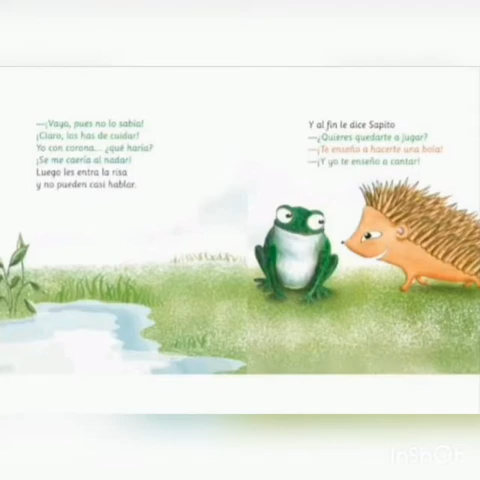 —¡Vaya, pues no lo sabía!
¡Claro, los has de cuidar!
Yo con corona... ¿qué haría?
¡Se me caería al nadar!
Luego les entra la risa
y no pueden casi hablar.
Y al fin le dice Sapito
—¿Quieres quedarte a jugar?
—¡Te enseño a hacerte una bola!
—¡Y yo te enseño a cantar!
InShOt